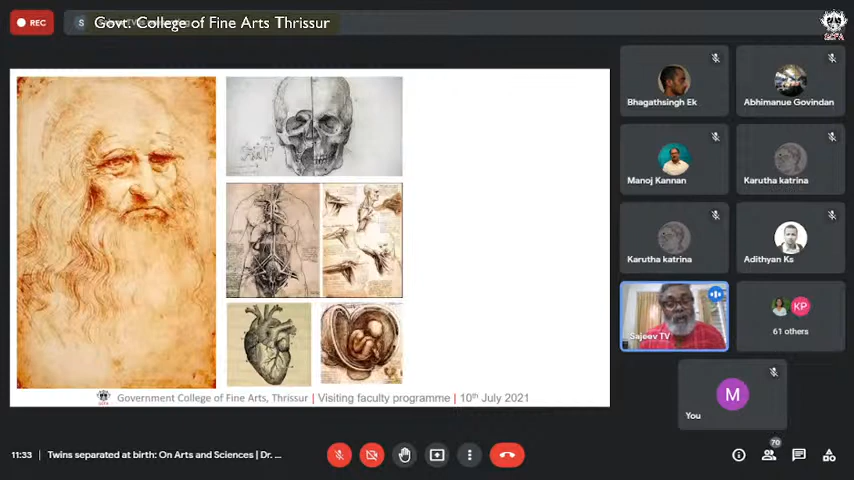 REC
S
Govt. College of Fine Arts Thrissur
GCFA
Bhagathsingh Ek
Abhimanue Govindan
Manoj Kannan
Karutha katrina
Karutha katrina
Adithyan Ks
Sajeev TV
KP
61 others
M
You
Government College of Fine Arts, Thrissur | Visiting faculty programme | 10th July 2021
11:33 | Twins separated at birth: On Arts and Sciences | Dr. ...
70